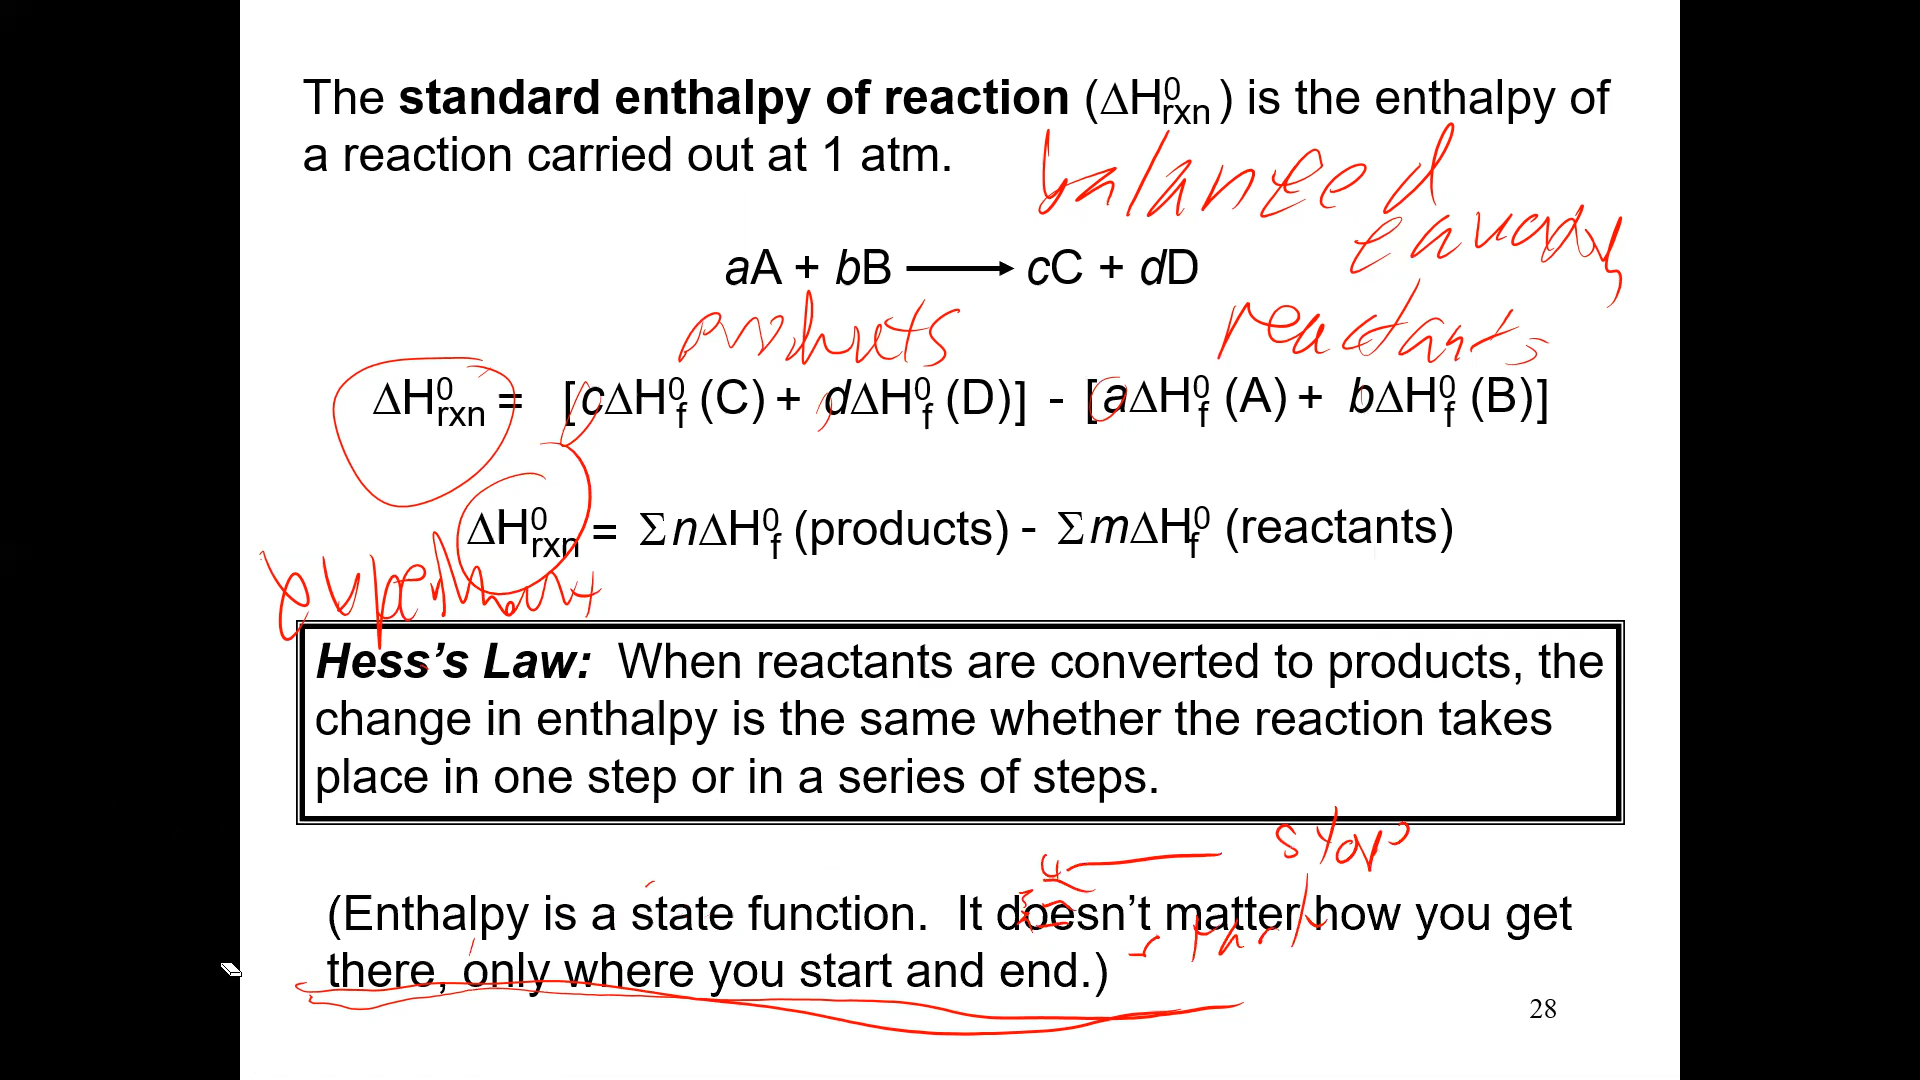 The standard enthalpy of reaction (ΔH⁰rxn) is the enthalpy of
a reaction carried out at 1 atm.
balanced
aA + bB ⟶ cC + dD
products
reactants
ΔH⁰rxn = [cΔH⁰f (C) + dΔH⁰f (D)] - [aΔH⁰f (A) + bΔH⁰f (B)]
ΔH⁰rxn = ΣnΔH⁰f (products) - ΣmΔH⁰f (reactants)
Hess’s Law: When reactants are converted to products, the
change in enthalpy is the same whether the reaction takes
place in one step or in a series of steps.
(Enthalpy is a state function. It doesn’t matter how you get
there, only where you start and end.)
28